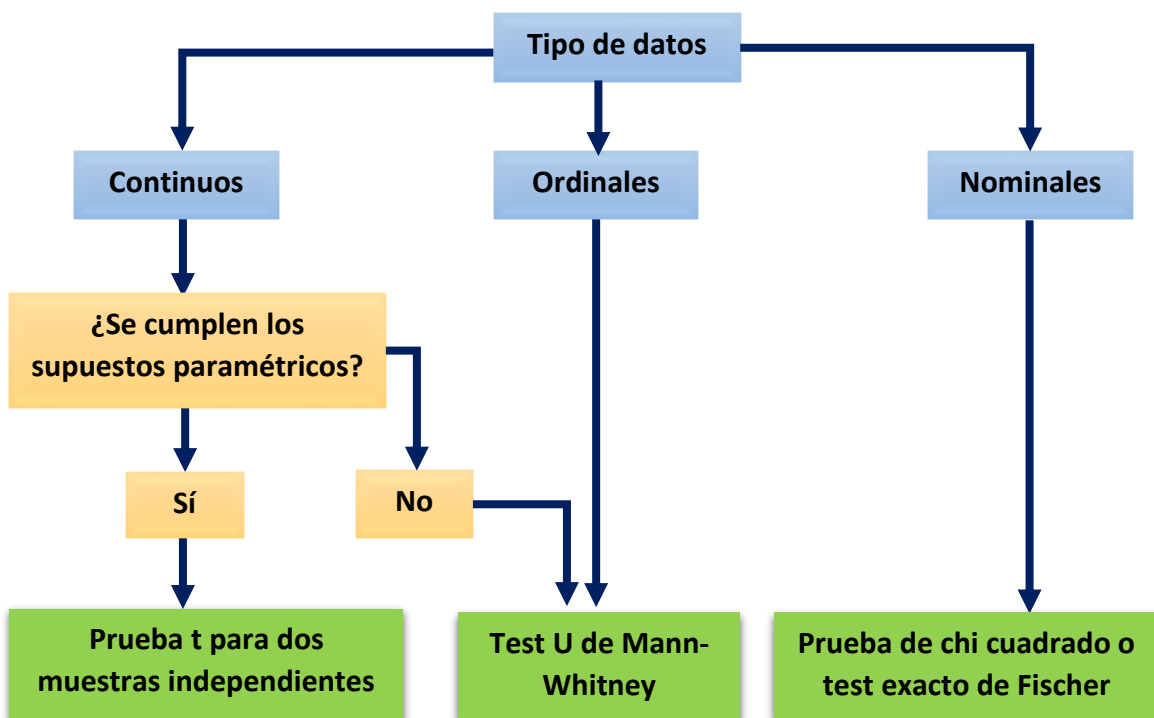 Tipo de datos
Continuos
Ordinales
Nominales
¿Se cumplen los
supuestos paramétricos?
Sí
No
Prueba t para dos
muestras independientes
Test U de Mann-
Whitney
Prueba de chi cuadrado o
test exacto de Fischer